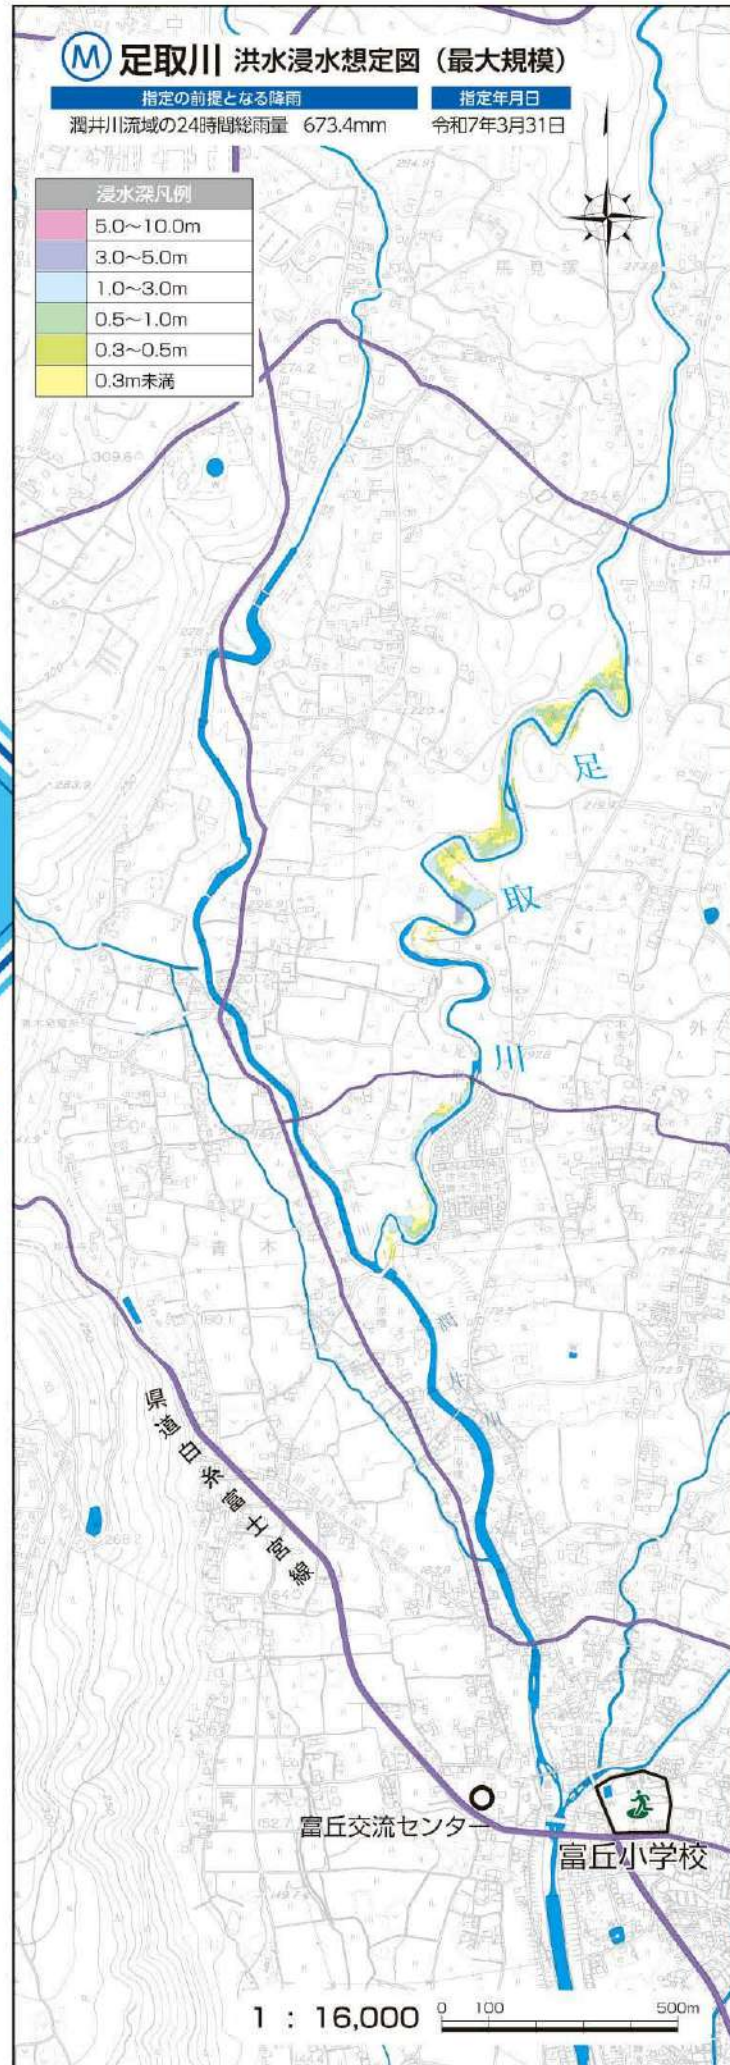 M 足取川 洪水浸水想定図（最大規模）
指定の前提となる降雨
指定年月日
潤井川流域の24時間総雨量 673.4mm
令和7年3月31日
浸水深凡例
5.0～10.0m
3.0～5.0m
1.0～3.0m
0.5～1.0m
0.3～0.5m
0.3m未満
274.2
309.6
足
取
川
外
青木
潤井川
県道白糸富士宮線
富丘交流センター
富丘小学校
1：16,000
0 100 500m